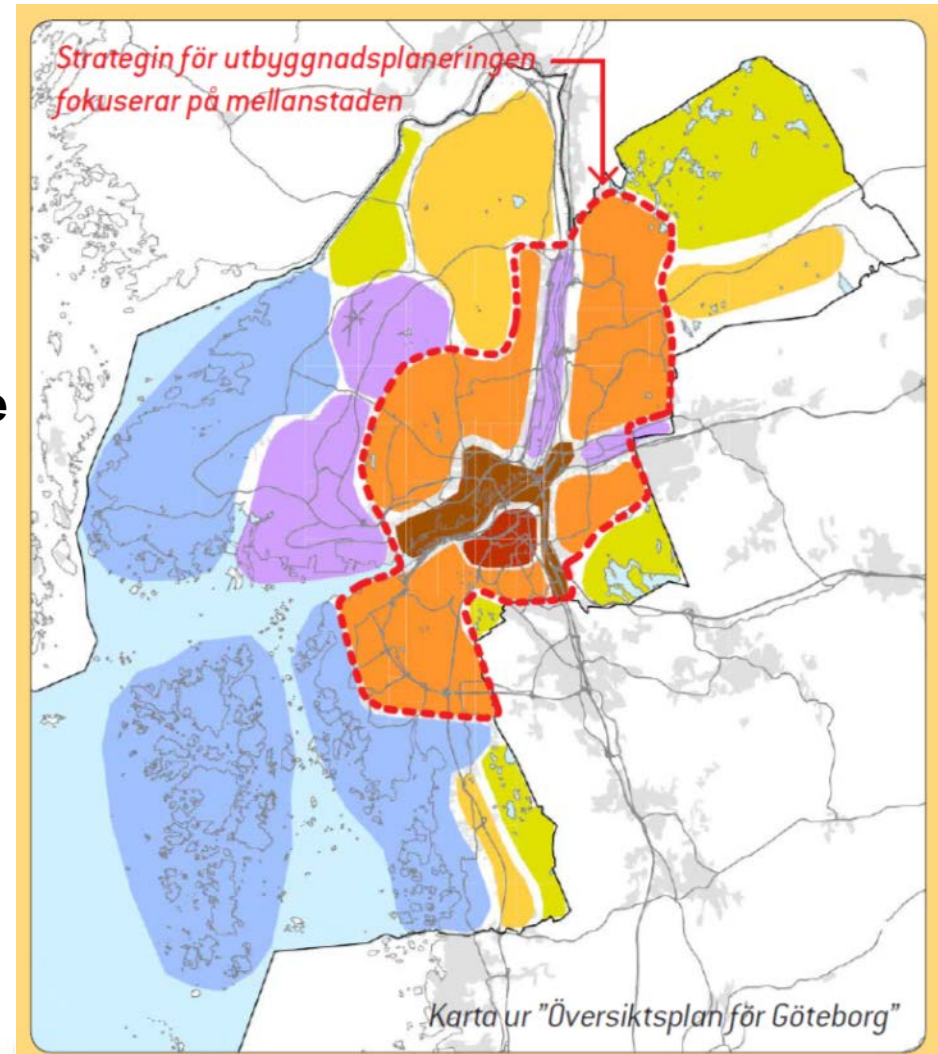 Strategin för utbyggnadsplaneringen
fokuserar på mellanstaden
e
Karta ur "Översiktsplan för Göteborg"